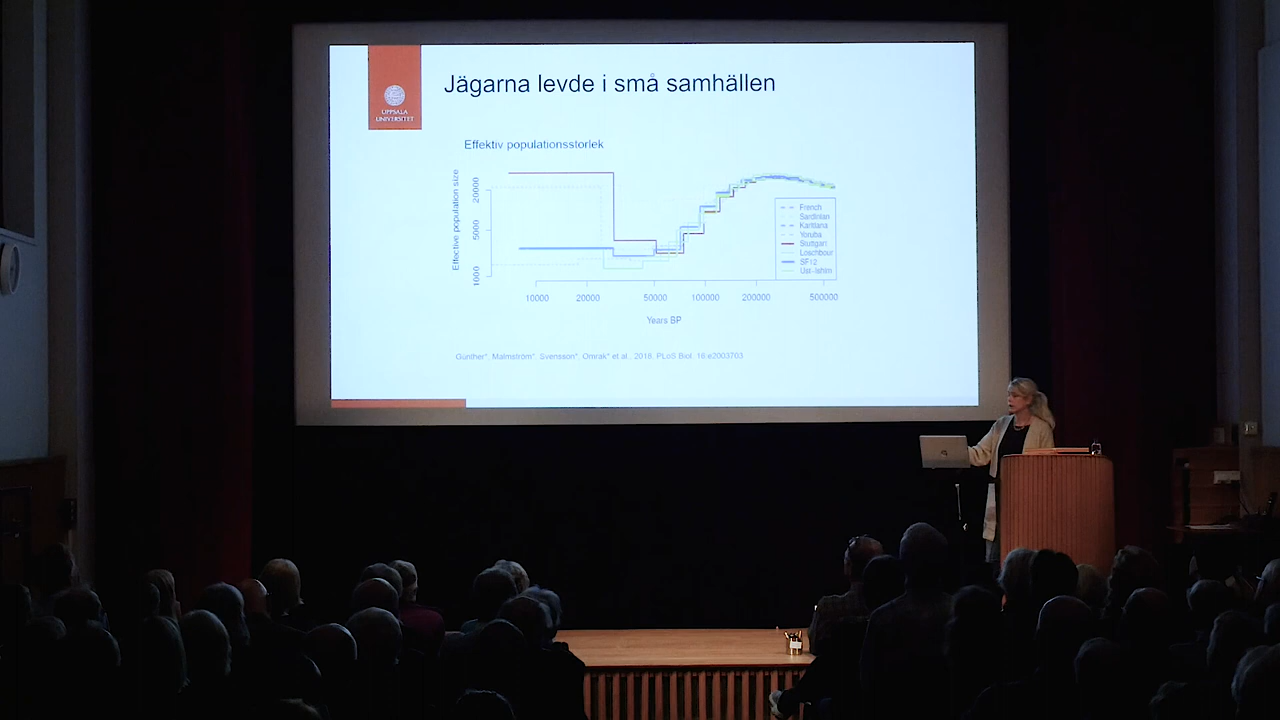 Jägarna levde i små samhällen
UPPSALA
UNIVERSITET
Effektiv populationsstorlek
Effective population size
20000
5000
1000
French
Sardinian
Karitiana
Yoruba
Stuttgart
Loschbour
SF12
Ust-Ishim
10000 20000 50000 100000 200000 500000
Years BP
Günther*, Malmström*, Svensson*, Omrak* et al., 2018, PLoS Biol. 16:e2003703